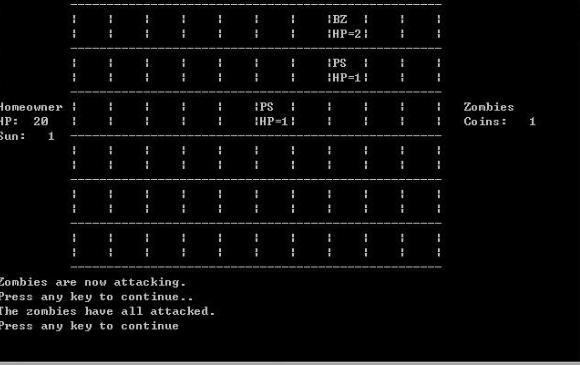 BZ
HP=2
PS
HP=1
Homeowner PS Zombies
HP: 20 HP=1 Coins: 1
Sun: 1
Zombies are now attacking.
Press any key to continue..
The zombies have all attacked.
Press any key to continue